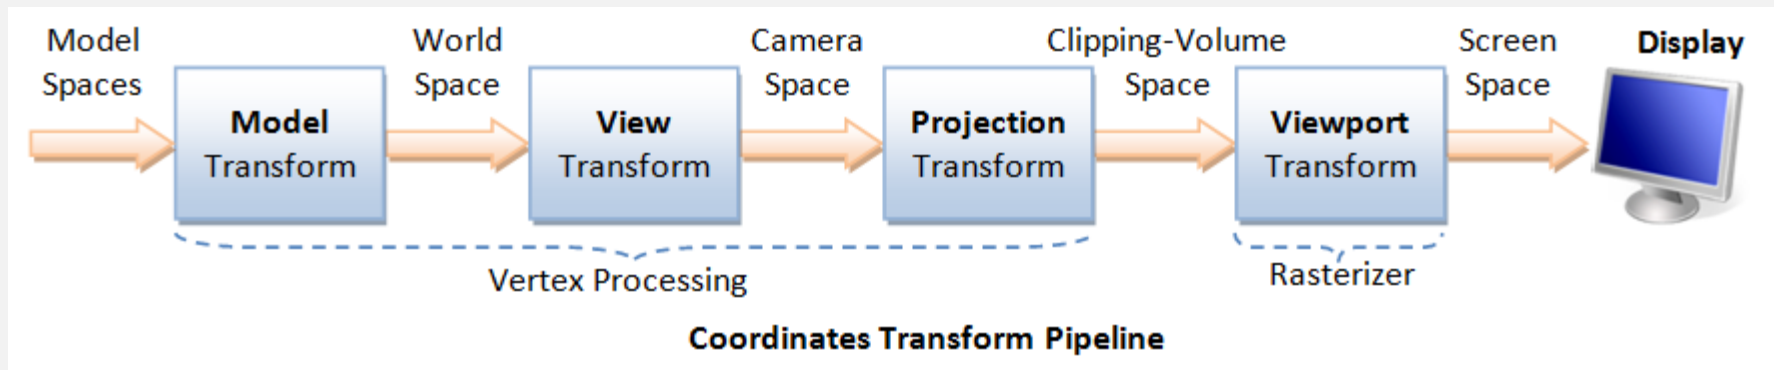 Model
Spaces
World
Space
Camera
Space
Clipping-Volume
Space
Screen
Space
Display
Model
Transform
View
Transform
Projection
Transform
Viewport
Transform
Vertex Processing
Rasterizer
Coordinates Transform Pipeline